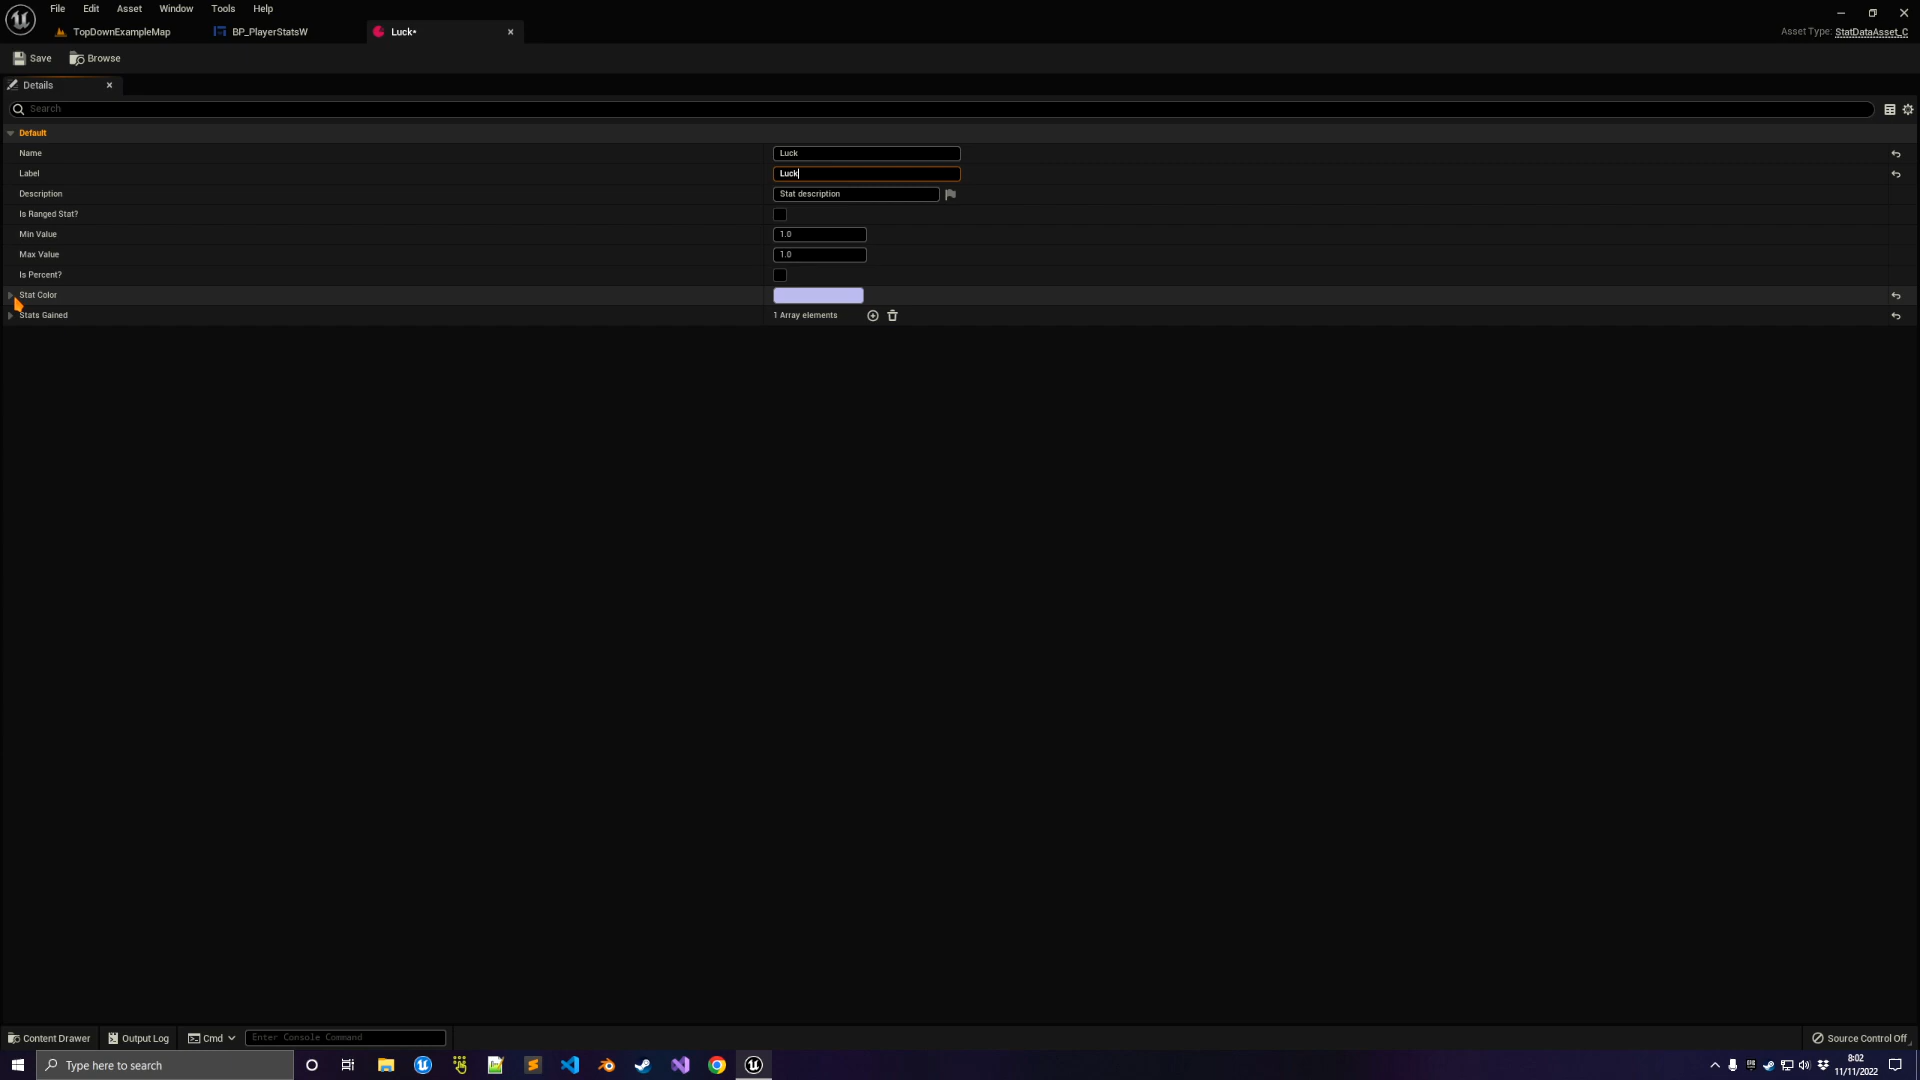 File Edit Asset Window Tools Help
TopDownExampleMap BP_PlayerStatsW Luck*
Asset Type: StatDataAsset_C
Save Browse
Details
Search
Default
Name Luck
Label Luck
Description Stat description
Is Ranged Stat?
Min Value 1.0
Max Value 1.0
Is Percent?
Stat Color
Stats Gained 1 Array elements
Content Drawer Output Log Cmd Enter Console Command Source Control Off
Type here to search
8:02
11/11/2022